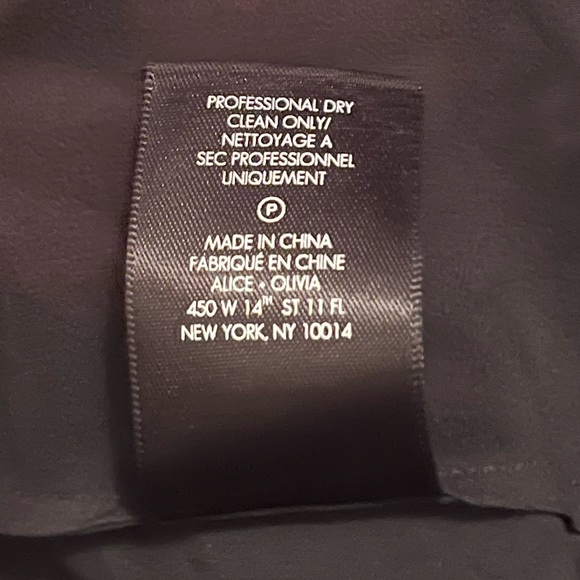 PROFESSIONAL DRY
CLEAN ONLY/
NETTOYAGE A
SEC PROFESSIONNEL
UNIQUEMENT
P
MADE IN CHINA
FABRIQUÉ EN CHINE
ALICE + OLIVIA
450 W 14TH ST 11 FL
NEW YORK, NY 10014